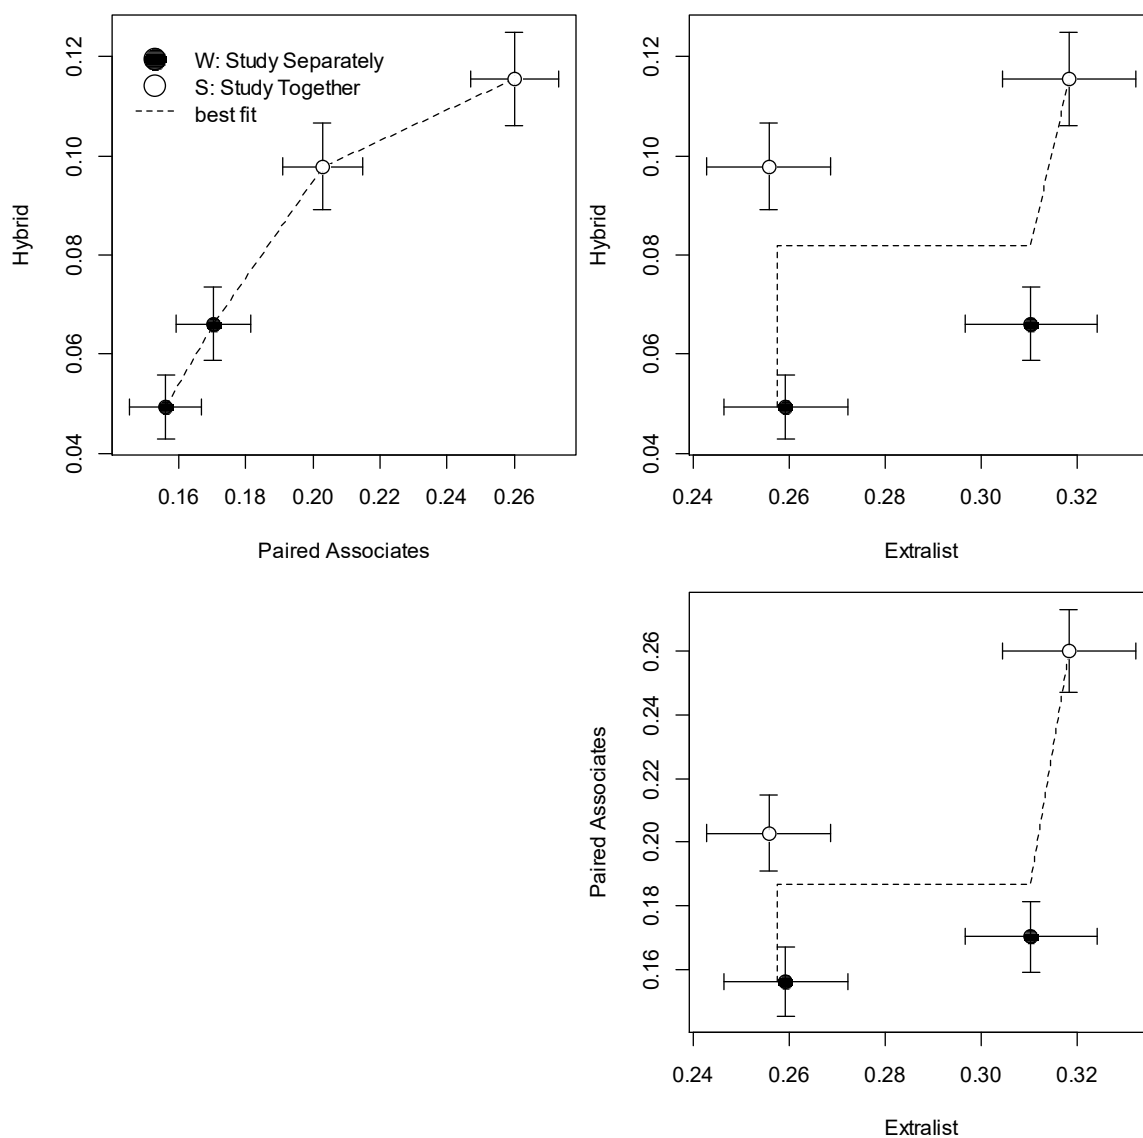 W: Study Separately
S: Study Together
best fit
Hybrid
0.12
0.10
0.08
0.06
0.04
0.16 0.18 0.20 0.22 0.24 0.26
Paired Associates
Hybrid
0.12
0.10
0.08
0.06
0.04
0.24 0.26 0.28 0.30 0.32
Extralist
Paired Associates
0.26
0.24
0.22
0.20
0.18
0.16
0.24 0.26 0.28 0.30 0.32
Extralist